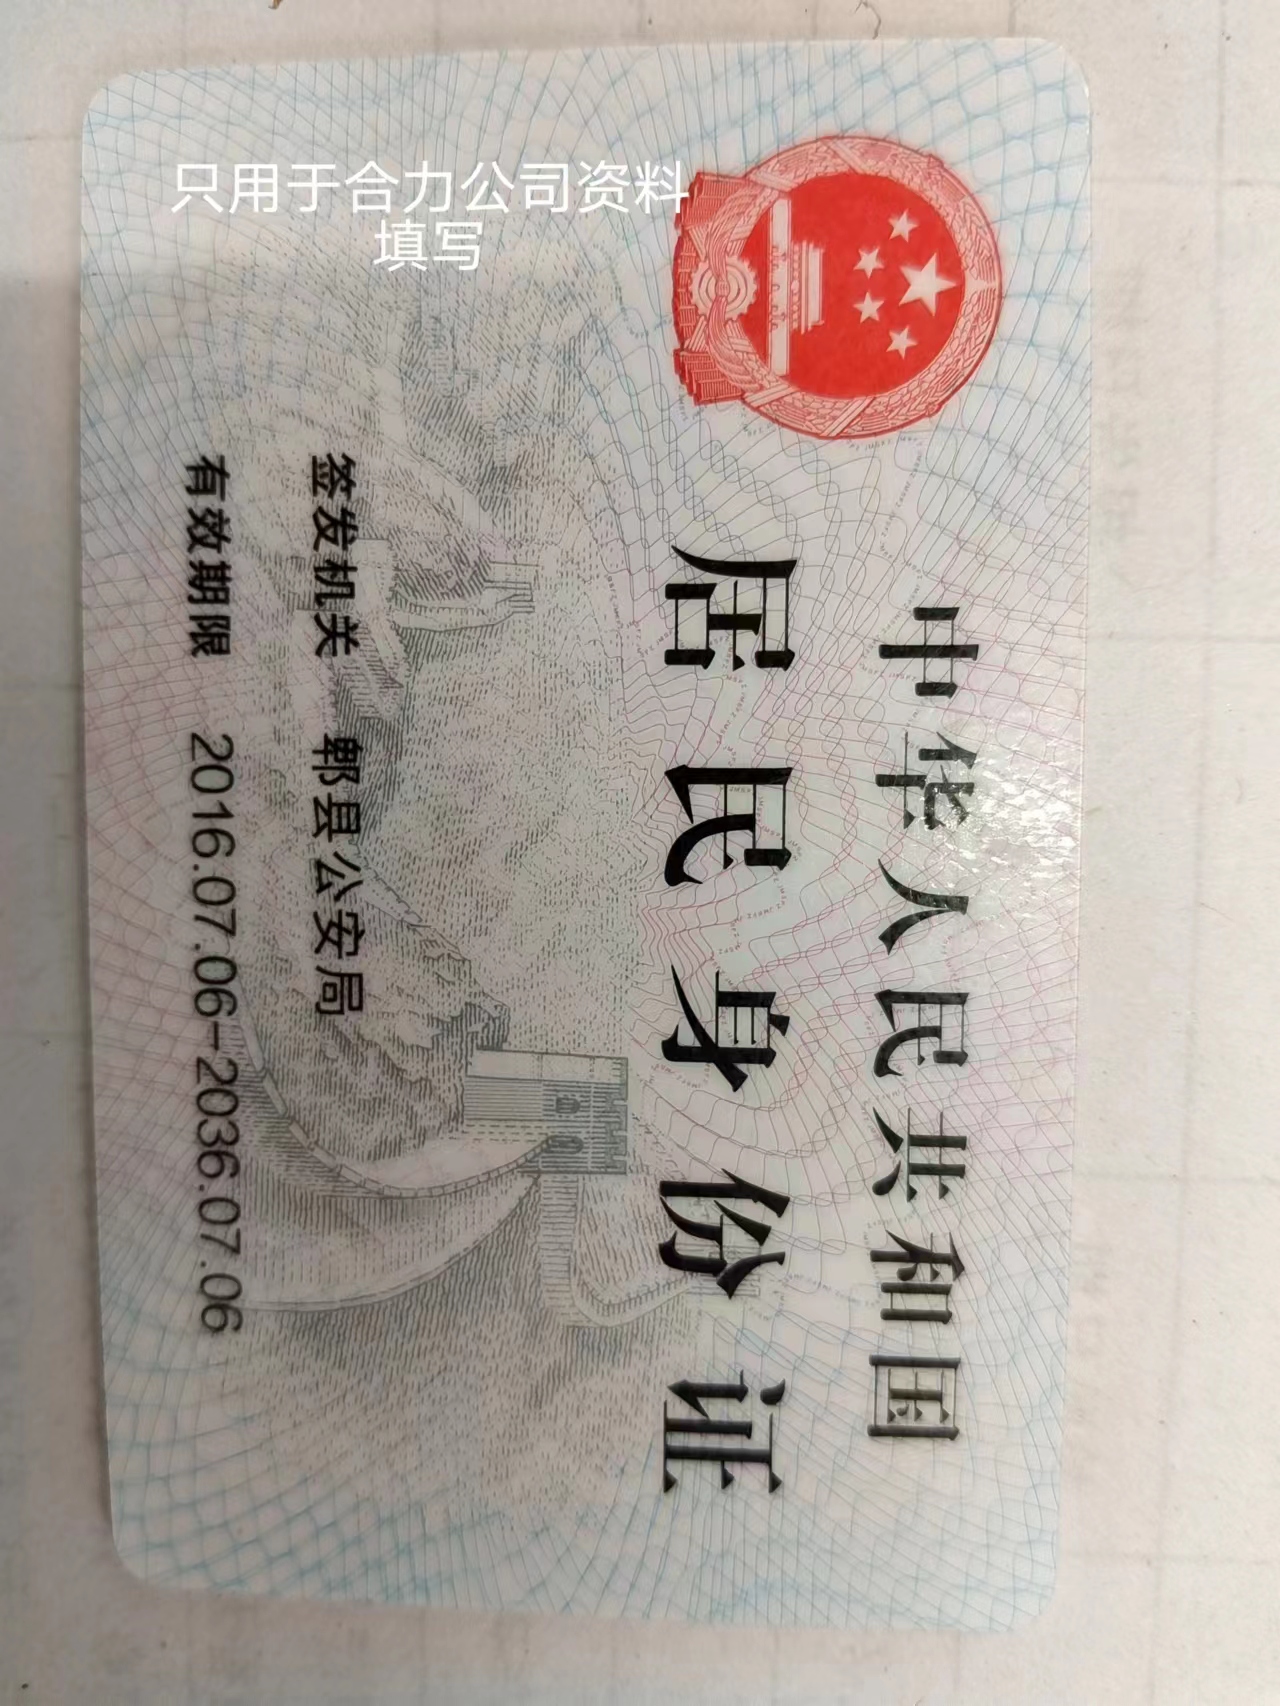 只用于合力公司资料
填写
中华人民共和国
居民身份证
签发机关 郫县公安局
有效期限 2016.07.06-2036.07.06